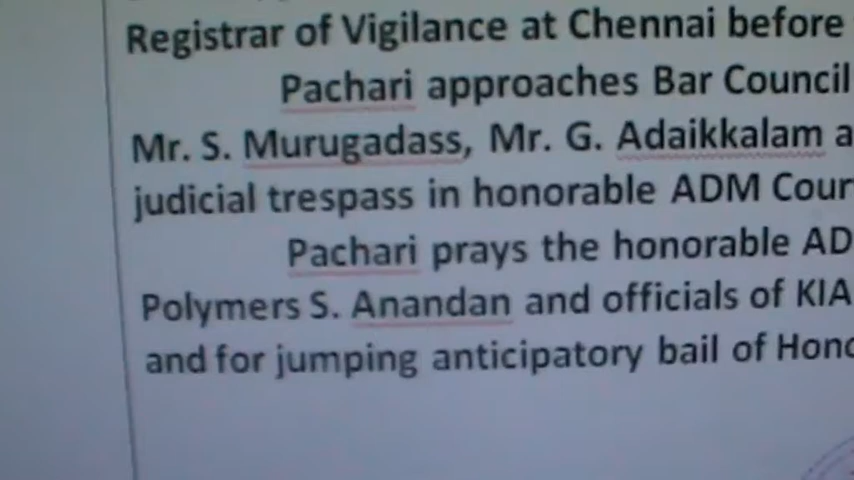 Registrar of Vigilance at Chennai before
Pachari approaches Bar Council
Mr. S. Murugadass, Mr. G. Adaikkalam a
judicial trespass in honorable ADM Cour
Pachari prays the honorable AD
Polymers S. Anandan and officials of KIA
and for jumping anticipatory bail of Hono